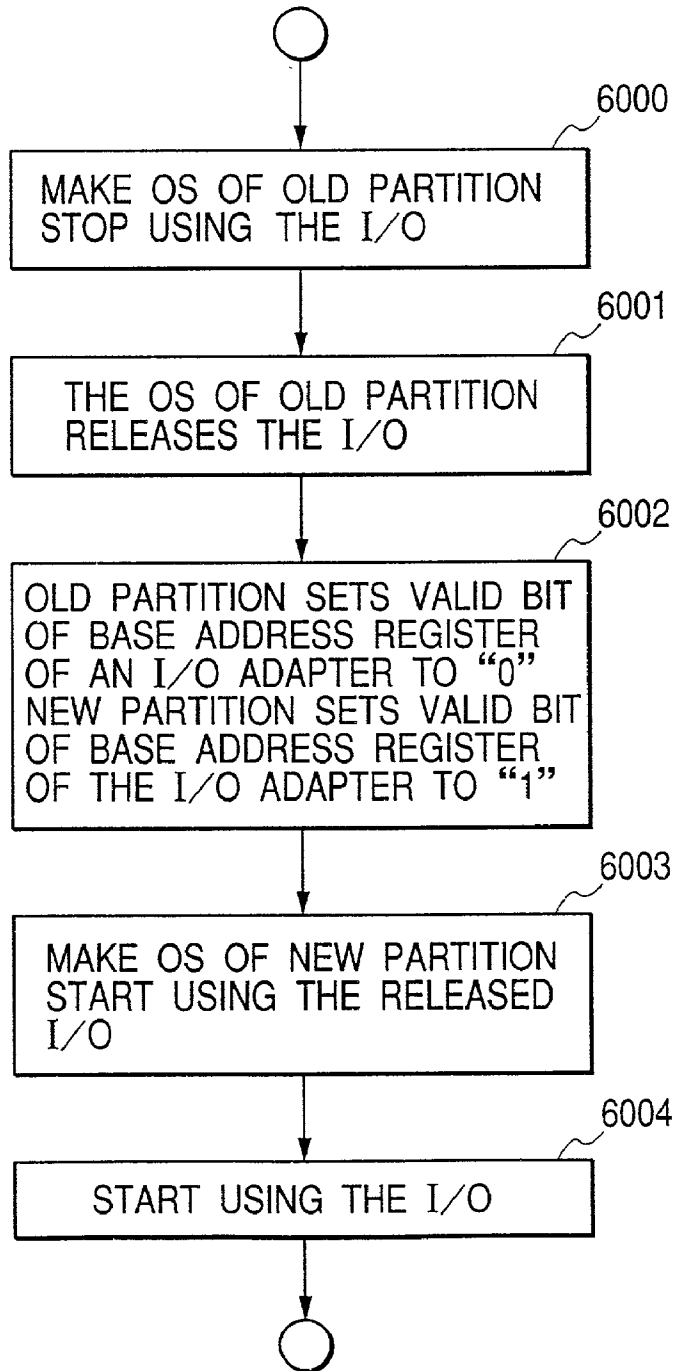 6000
MAKE OS OF OLD PARTITION
STOP USING THE I/O
6001
THE OS OF OLD PARTITION
RELEASES THE I/O
6002
OLD PARTITION SETS VALID BIT
OF BASE ADDRESS REGISTER
OF AN I/O ADAPTER TO “0”
NEW PARTITION SETS VALID BIT
OF BASE ADDRESS REGISTER
OF THE I/O ADAPTER TO “1”
6003
MAKE OS OF NEW PARTITION
START USING THE RELEASED
I/O
6004
START USING THE I/O